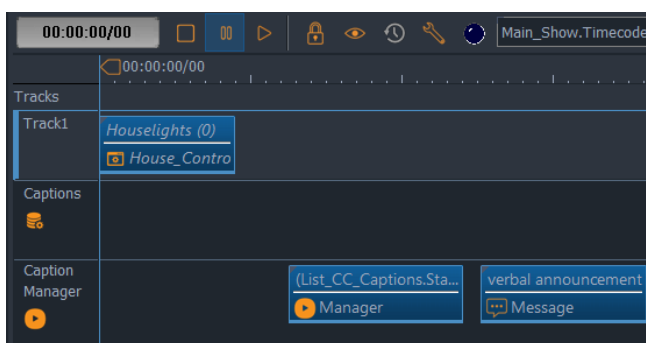 00:00:00/00
Main_Show.Timecode
00:00:00/00
Tracks
Track1
Houselights (0)
House_Contro
Captions
Caption
Manager
(List_CC_Captions.Sta...
Manager
verbal announcement
Message